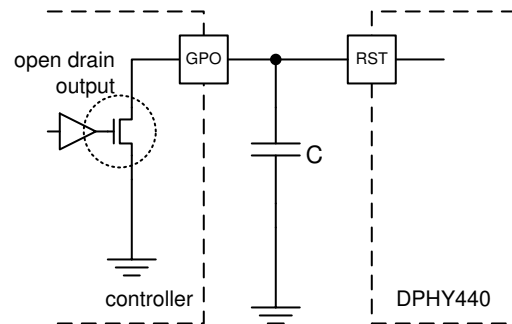 open drain
output
GPO
RST
C
controller
DPHY440